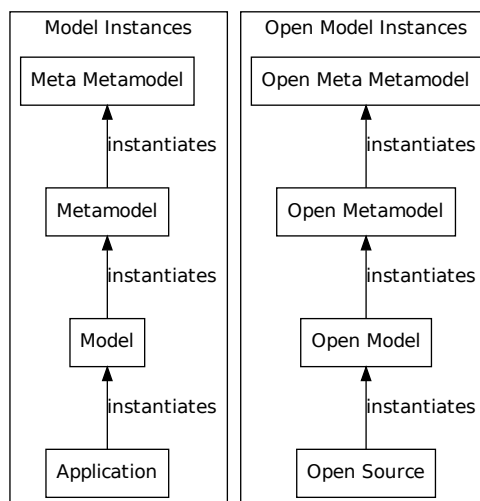 Model Instances
Meta Metamodel
instantiates
Metamodel
instantiates
Model
instantiates
Application
Open Model Instances
Open Meta Metamodel
instantiates
Open Metamodel
instantiates
Open Model
instantiates
Open Source